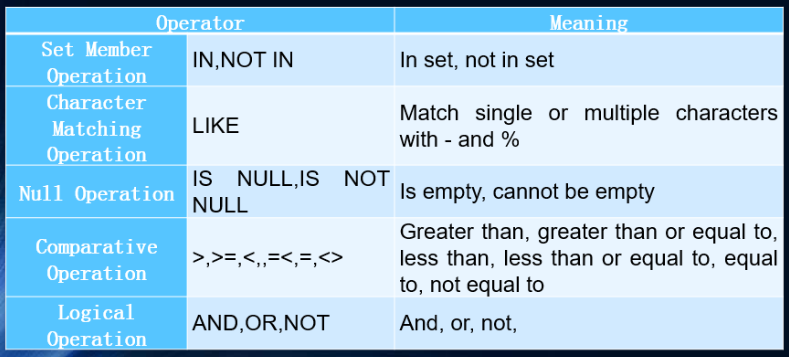 Operator Meaning
Set Member
Operation
IN,NOT IN
In set, not in set
Character
Matching
Operation
LIKE
Match single or multiple characters
with - and %
Null Operation
IS NULL,IS NOT
NULL
Is empty, cannot be empty
Comparative
Operation
>,>=,<,,=<,=,<>
Greater than, greater than or equal to,
less than, less than or equal to, equal
to, not equal to
Logical
Operation
AND,OR,NOT
And, or, not,